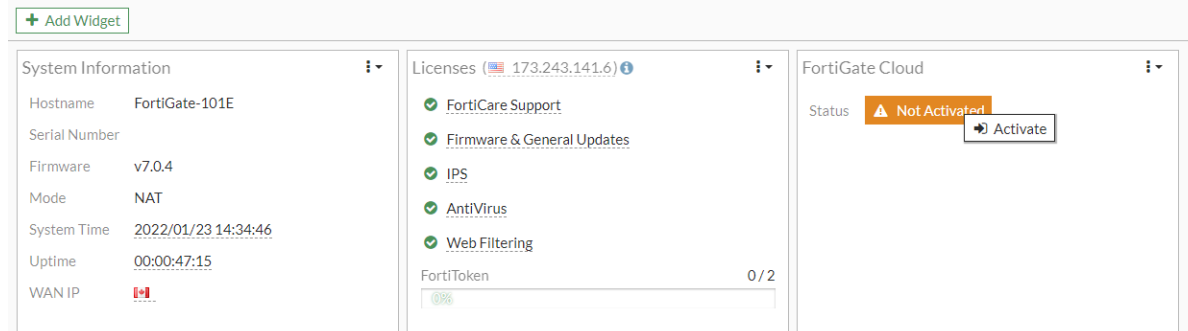 Add Widget
System Information
Hostname FortiGate-101E
Serial Number
Firmware v7.0.4
Mode NAT
System Time 2022/01/23 14:34:46
Uptime 00:00:47:15
WAN IP
Licenses (173.243.141.6)
FortiCare Support
Firmware & General Updates
IPS
AntiVirus
Web Filtering
FortiToken 0 / 2
0%
FortiGate Cloud
Status Not Activated
Activate